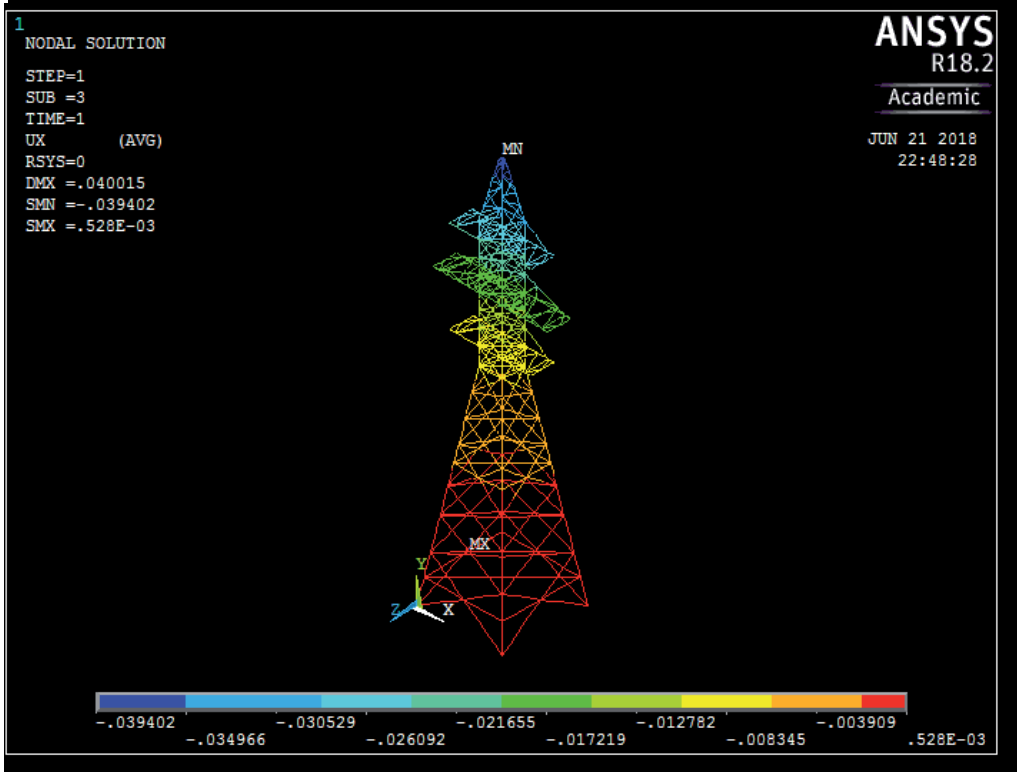 1
NODAL SOLUTION
STEP=1
SUB =3
TIME=1
UX (AVG)
RSYS=0
DMX =.040015
SMN =-.039402
SMX =.528E-03
ANSYS
R18.2
Academic
JUN 21 2018
22:48:28
MN
MX
Y
Z X
-.039402 -.030529 -.021655 -.012782 -.003909
-.034966 -.026092 -.017219 -.008345 .528E-03